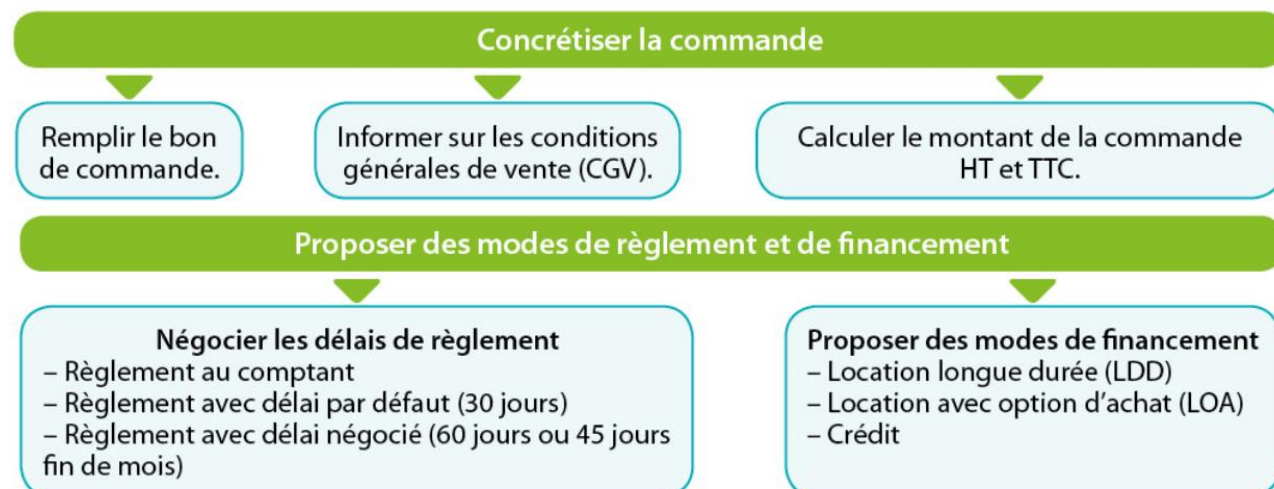 Concrétiser la commande
Remplir le bon
de commande.
Informer sur les conditions
générales de vente (CGV).
Calculer le montant de la commande
HT et TTC.
Proposer des modes de règlement et de financement
Négocier les délais de règlement
– Règlement au comptant
– Règlement avec délai par défaut (30 jours)
– Règlement avec délai négocié (60 jours ou 45 jours
fin de mois)
Proposer des modes de financement
– Location longue durée (LDD)
– Location avec option d’achat (LOA)
– Crédit